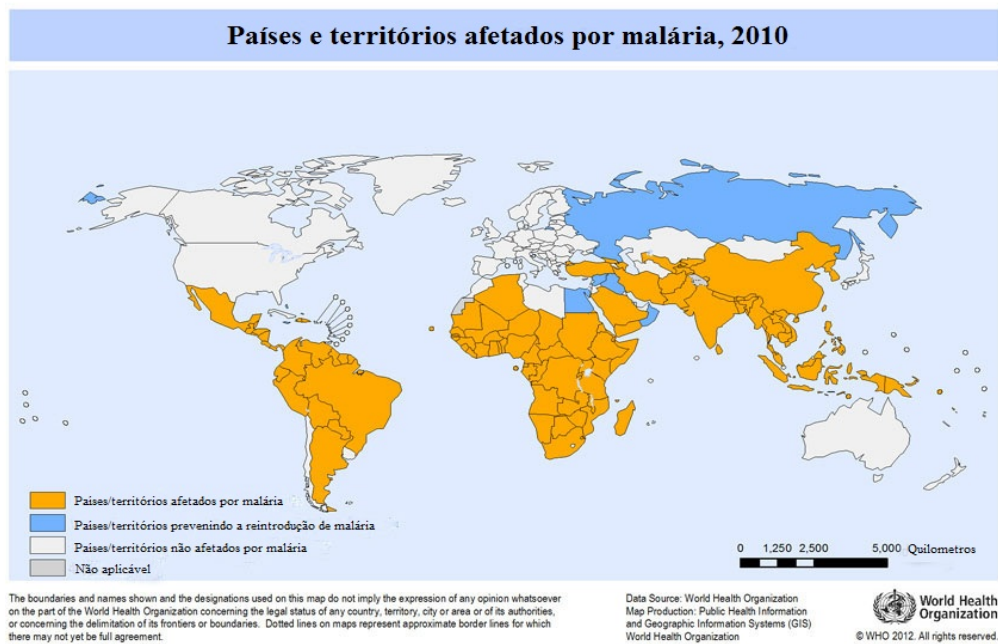 Países e territórios afetados por malária, 2010
Países/territórios afetados por malária
Países/territórios prevenindo a reintrodução de malária
Países/territórios não afetados por malária
Não aplicável
0 1,250 2,500 5,000 Quilometros
The boundaries and names shown and the designations used on this map do not imply the expression of any opinion whatsoever
on the part of the World Health Organization concerning the legal status of any country, territory, city or area or of its authorities,
or concerning the delimitation of its frontiers or boundaries. Dotted lines on maps represent approximate border lines for which
there may not yet be full agreement.
Data Source: World Health Organization
Map Production: Public Health Information
and Geographic Information Systems (GIS)
World Health Organization
World Health
Organization
© WHO 2012. All rights reserved.